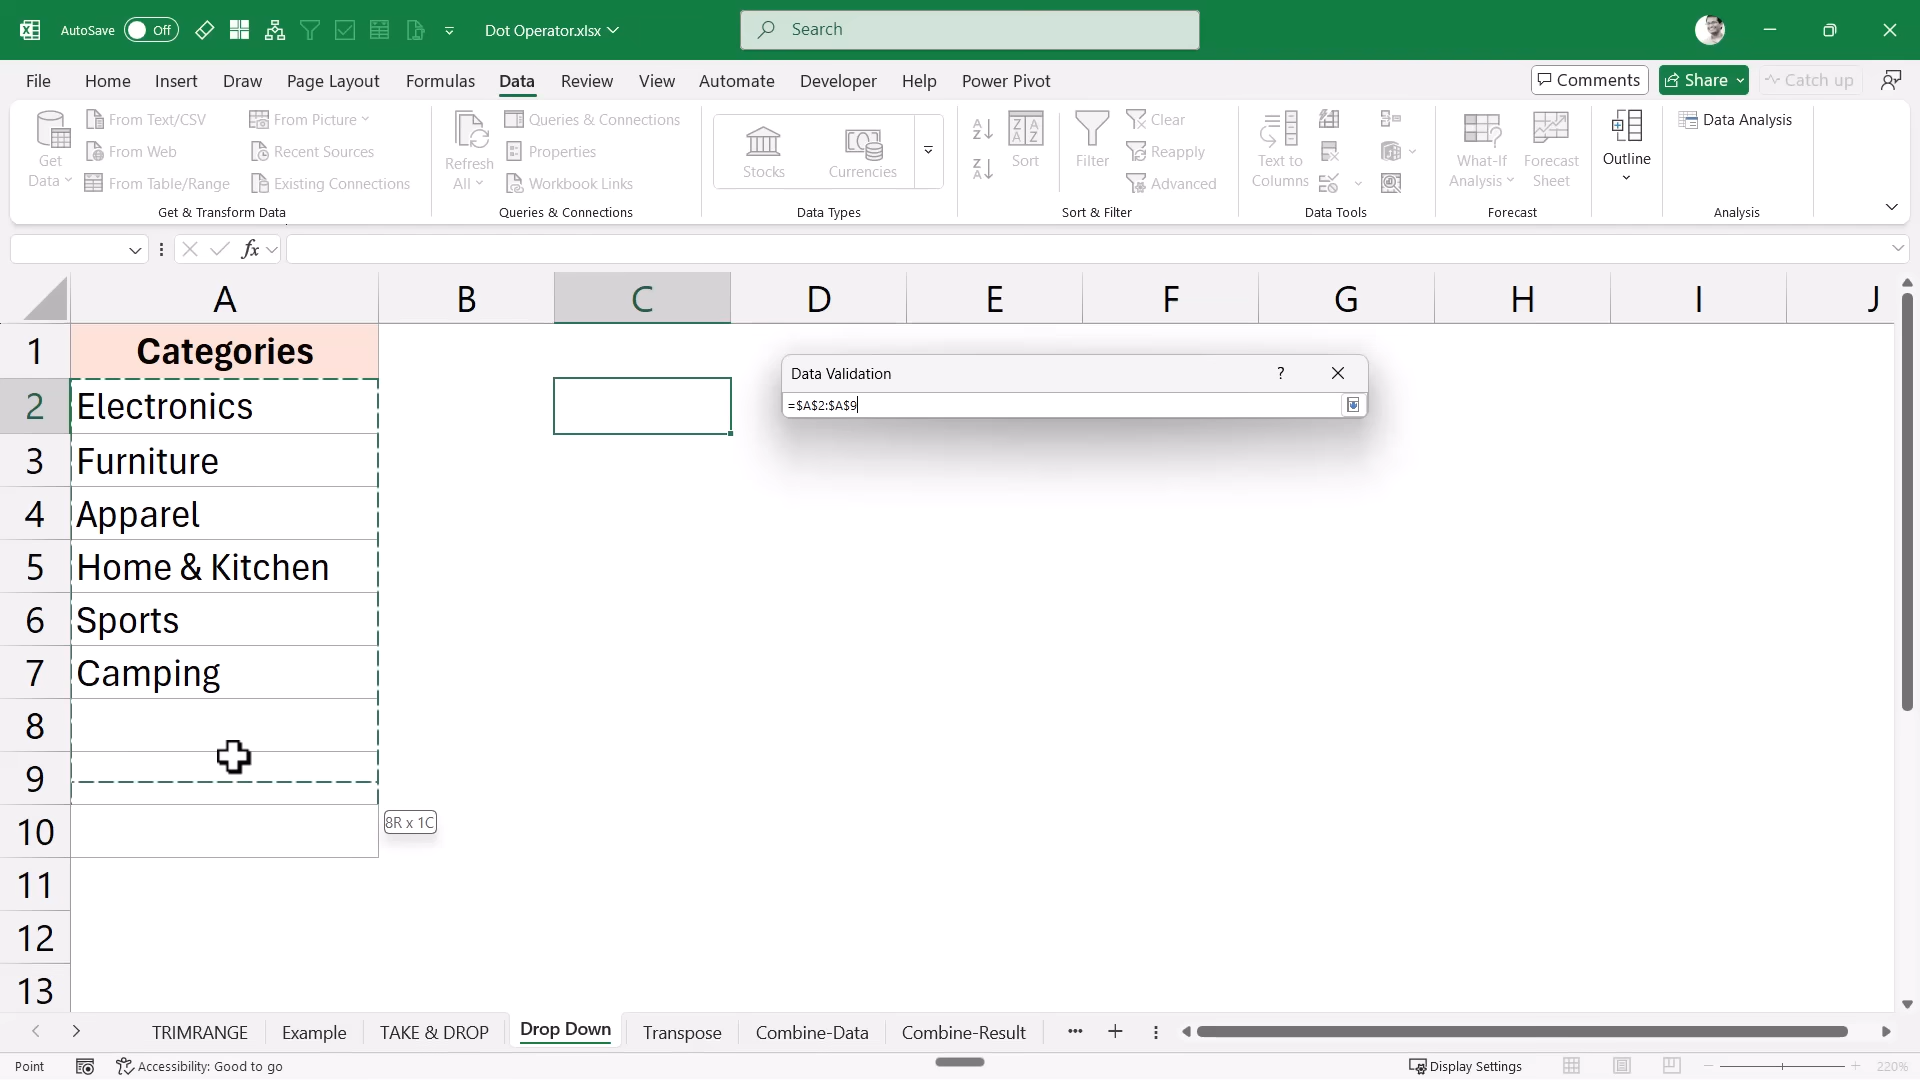 AutoSave Off Dot Operator.xlsx Search
File Home Insert Draw Page Layout Formulas Data Review View Automate Developer Help Power Pivot Comments Share Catch up
Get Data
From Text/CSV
From Web
From Table/Range
From Picture
Recent Sources
Existing Connections
Get & Transform Data
Refresh All
Queries & Connections
Properties
Workbook Links
Queries & Connections
Stocks
Currencies
Data Types
Sort
Filter
Clear
Reapply
Advanced
Sort & Filter
Text to Columns
Data Tools
What-If Analysis
Forecast Sheet
Forecast
Outline
Data Analysis
Analysis
fx
A B C D E F G H I J
1 Categories
2 Electronics
3 Furniture
4 Apparel
5 Home & Kitchen
6 Sports
7 Camping
8
9
10
11
12
13
Data Validation ?
=$A$2:$A$9
8R x 1C
TRIMRANGE Example TAKE & DROP Drop Down Transpose Combine-Data Combine-Result
Point Accessibility: Good to go Display Settings 220%